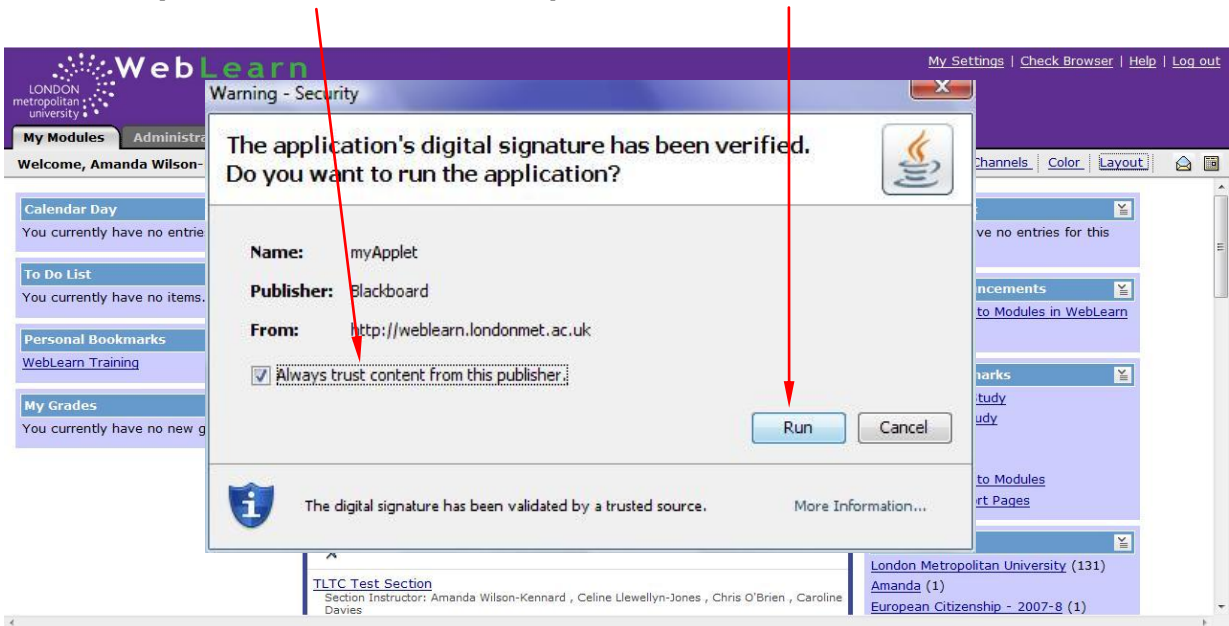 WebLearn
LONDON
metropolitan
university
My Settings | Check Browser | Help | Log out
My Modules Administra
Welcome, Amanda Wilson-
Channels Color Layout
Warning - Security
The application's digital signature has been verified.
Do you want to run the application?
Name: myApplet
Publisher: Blackboard
From: http://weblearn.londonmet.ac.uk
Always trust content from this publisher.
Run Cancel
The digital signature has been validated by a trusted source. More Information...
Calendar Day
You currently have no entrie
To Do List
You currently have no items.
Personal Bookmarks
WebLearn Training
My Grades
You currently have no new g
TLTC Test Section
Section Instructor: Amanda Wilson-Kennard , Celine Llewellyn-Jones , Chris O'Brien , Caroline
Davies
ve no entries for this
ncements
to Modules in WebLearn
arks
tudy
udy
to Modules
rt Pages
London Metropolitan University (131)
Amanda (1)
European Citizenship - 2007-8 (1)